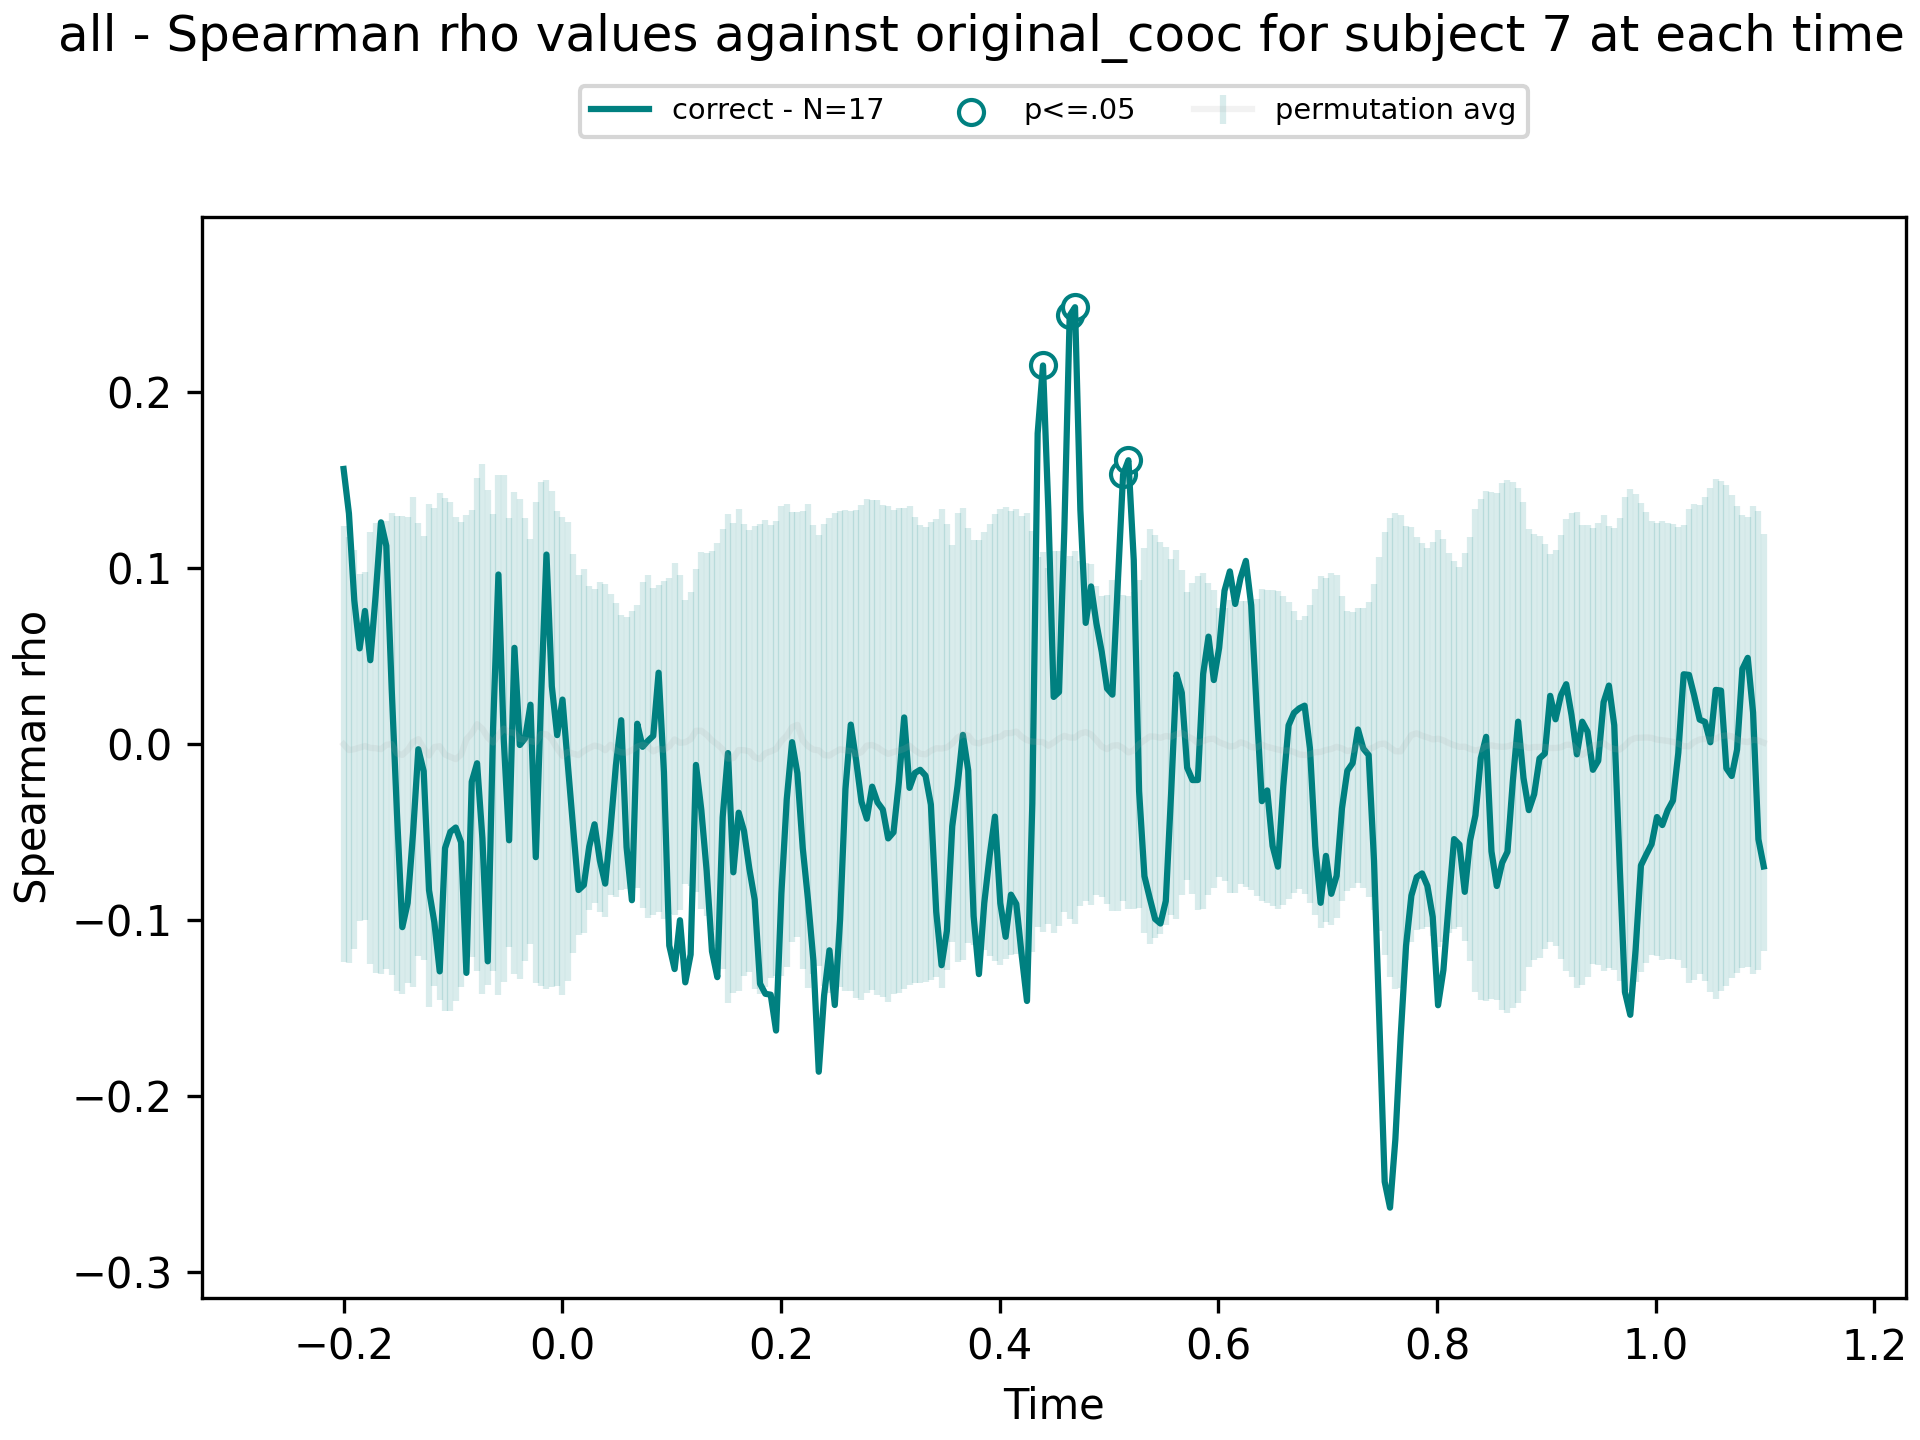 all - Spearman rho values against original_cooc for subject 7 at each time
correct - N=17
p<=.05
permutation avg
Spearman rho
0.2
0.1
0.0
−0.1
−0.2
−0.3
−0.2
0.0
0.2
0.4
0.6
0.8
1.0
1.2
Time